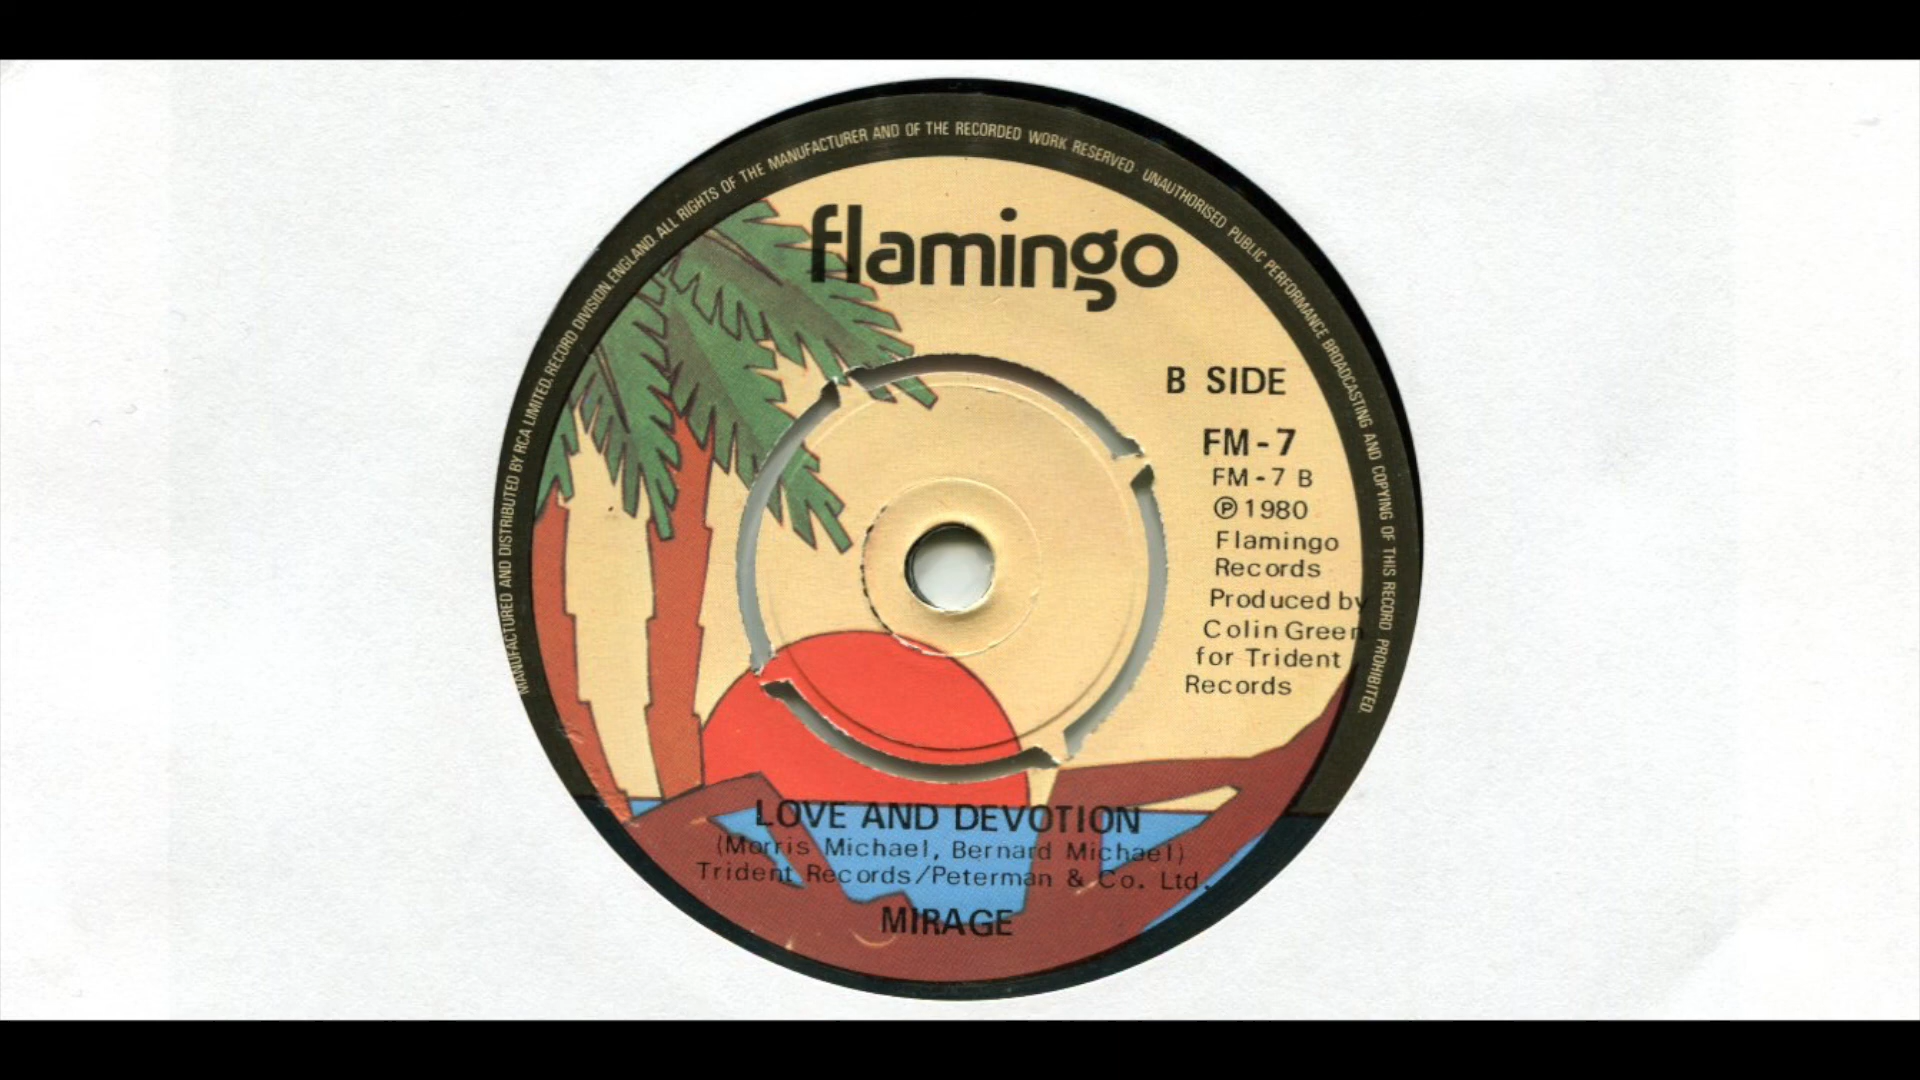 MANUFACTURED AND DISTRIBUTED BY RCA LIMITED, RECORD DIVISION, ENGLAND. ALL RIGHTS OF THE MANUFACTURER AND OF THE RECORDED WORK RESERVED · UNAUTHORISED PUBLIC PERFORMANCE BROADCASTING AND COPYING OF THIS RECORD PROHIBITED.
flamingo
B SIDE
FM-7
FM-7 B
℗ 1980
Flamingo
Records
Produced by
Colin Green
for Trident
Records
LOVE AND DEVOTION
(Morris Michael, Bernard Michael)
Trident Records/Peterman & Co. Ltd.
MIRAGE